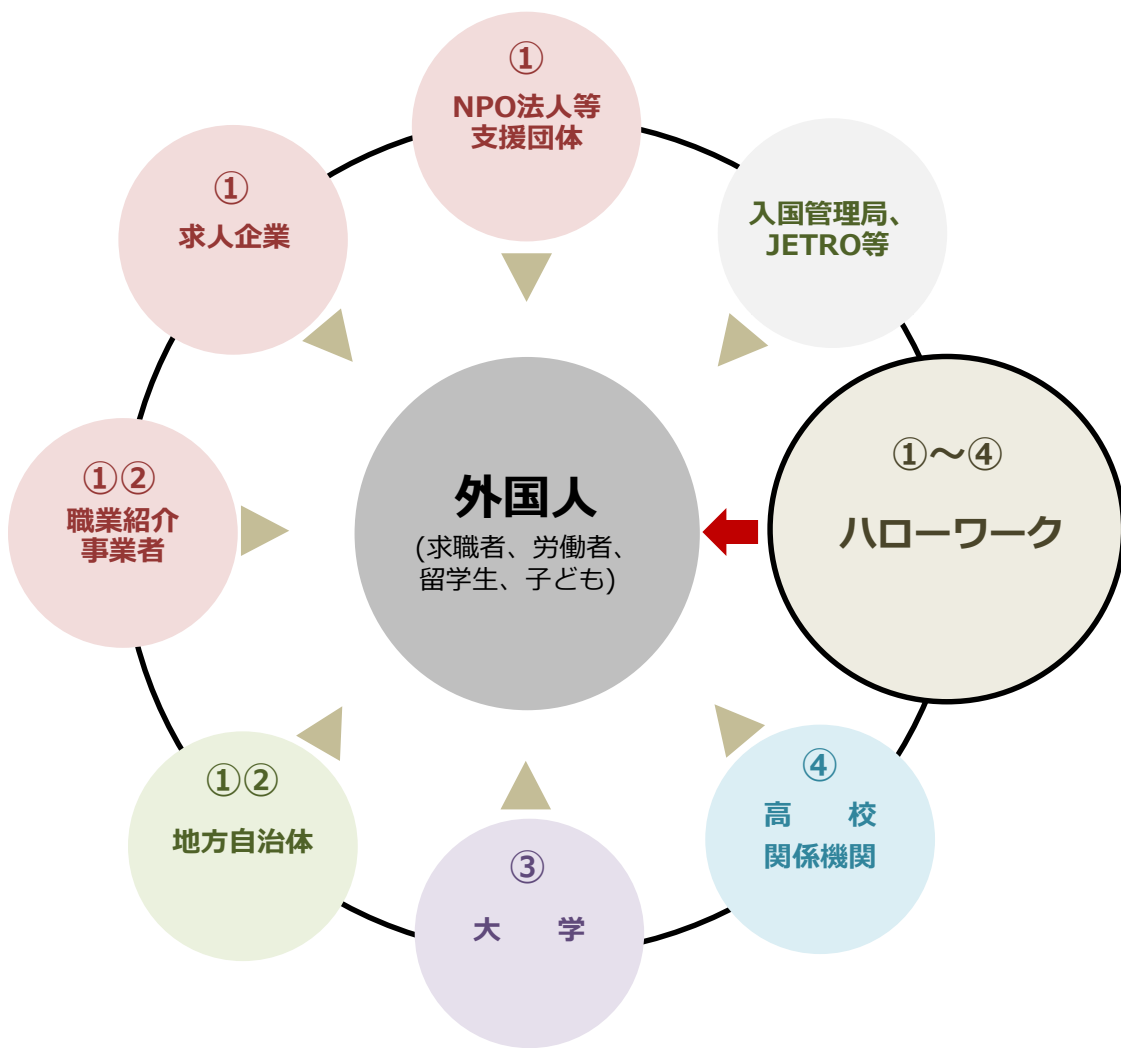 ①
NPO法人等
支援団体
①
求人企業
入国管理局、
JETRO等
①②
職業紹介
事業者
外国人
(求職者、労働者、
留学生、子ども)
①～④
ハローワーク
①②
地方自治体
③
大　　学
④
高　　校
関係機関